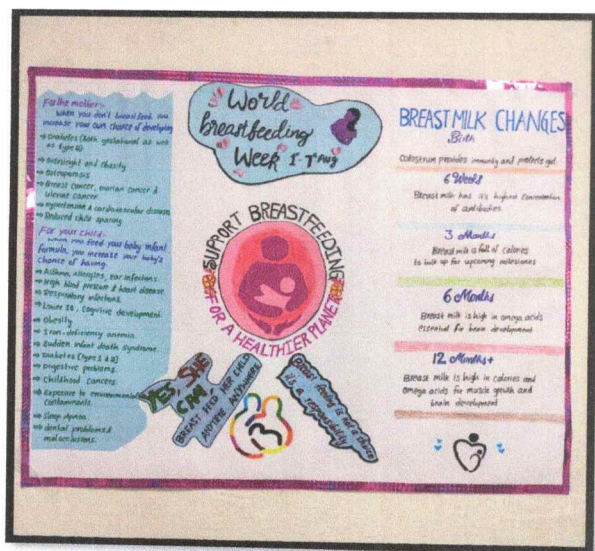 For the mother:-
When you don't breast feed you
increase your own chance of developing
→ Diabetes (Both gestational as well
as type 2)
→ Overweight and Obesity
→ Osteoporosis
→ Breast cancer, ovarian cancer &
uterine cancer
→ Hypertension & cardiovascular disease
→ Reduced child sparing
For your child:-
when you feed your baby infant
formula, you increase your baby's
chance of having:
→ Asthma, Allergies, ear infections
→ High blood pressure & heart disease
→ Respiratory infections.
→ Lower IQ, Cognitive development
→ Obesity
→ Iron-deficiency anemia
→ Sudden infant death syndrome
→ Diabetes (Type 1 & 2)
→ Digestive problems
→ Childhood cancers
→ Exposure to environmental
contaminents.
→ Sleep Apnea.
→ dental problems &
malocclusions.
World
breastfeeding
Week 1-7th Aug
SUPPORT BREASTFEEDING
FOR A HEALTHIER PLANET
YES, SHE
CAN
BREAST FEED HER CHILD
ANYTIME ANYWHERE
Breast feeding is not a choice
is a responsibility
BREASTMILK CHANGES
Birth
Colostrum provides immunity and protects gut
6 Weeks
Breast milk has it's highest concentration
of antibodies
3 Months
Breast milk is full of calories
to bulk up for upcoming milestones
6 Months
Breast milk is high in omega acids
essential for brain development
12 Months+
Breast milk is high in calories and
omega acids for muscle growth and
brain development